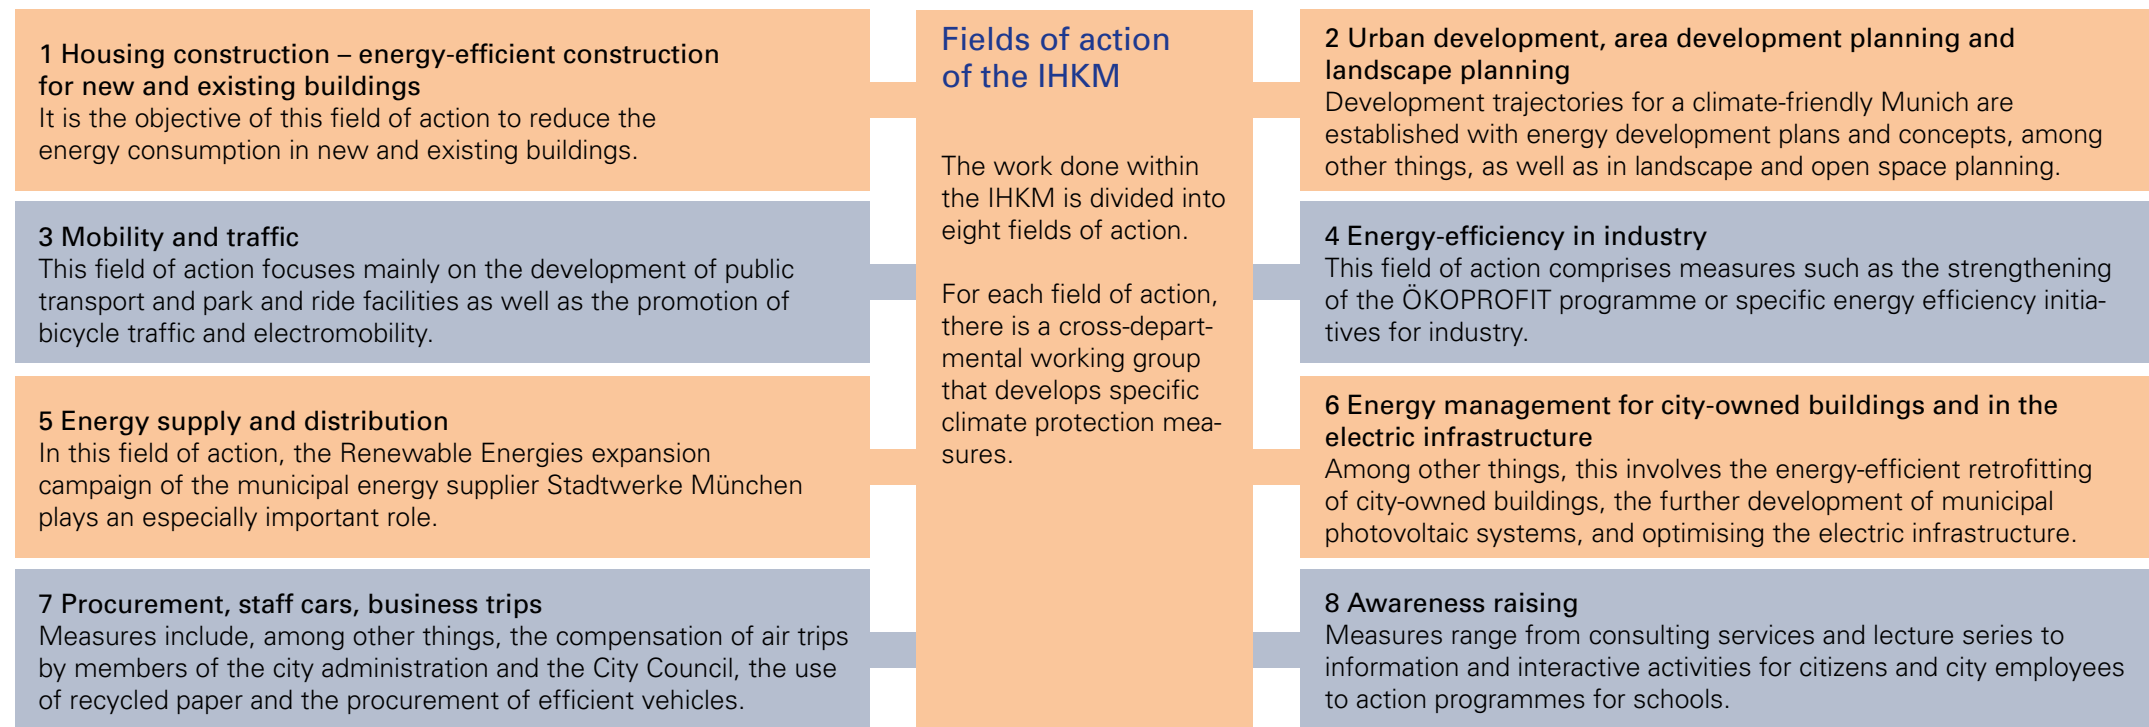 1 Housing construction – energy-efficient construction
for new and existing buildings
It is the objective of this field of action to reduce the
energy consumption in new and existing buildings.
Fields of action
of the IHKM
The work done within
the IHKM is divided into
eight fields of action.
For each field of action,
there is a cross-depart-
mental working group
that develops specific
climate protection mea-
sures.
2 Urban development, area development planning and
landscape planning
Development trajectories for a climate-friendly Munich are
established with energy development plans and concepts, among
other things, as well as in landscape and open space planning.
3 Mobility and traffic
This field of action focuses mainly on the development of public
transport and park and ride facilities as well as the promotion of
bicycle traffic and electromobility.
4 Energy-efficiency in industry
This field of action comprises measures such as the strengthening
of the ÖKOPROFIT programme or specific energy efficiency initia-
tives for industry.
5 Energy supply and distribution
In this field of action, the Renewable Energies expansion
campaign of the municipal energy supplier Stadtwerke München
plays an especially important role.
6 Energy management for city-owned buildings and in the
electric infrastructure
Among other things, this involves the energy-efficient retrofitting
of city-owned buildings, the further development of municipal
photovoltaic systems, and optimising the electric infrastructure.
7 Procurement, staff cars, business trips
Measures include, among other things, the compensation of air trips
by members of the city administration and the City Council, the use
of recycled paper and the procurement of efficient vehicles.
8 Awareness raising
Measures range from consulting services and lecture series to
information and interactive activities for citizens and city employees
to action programmes for schools.